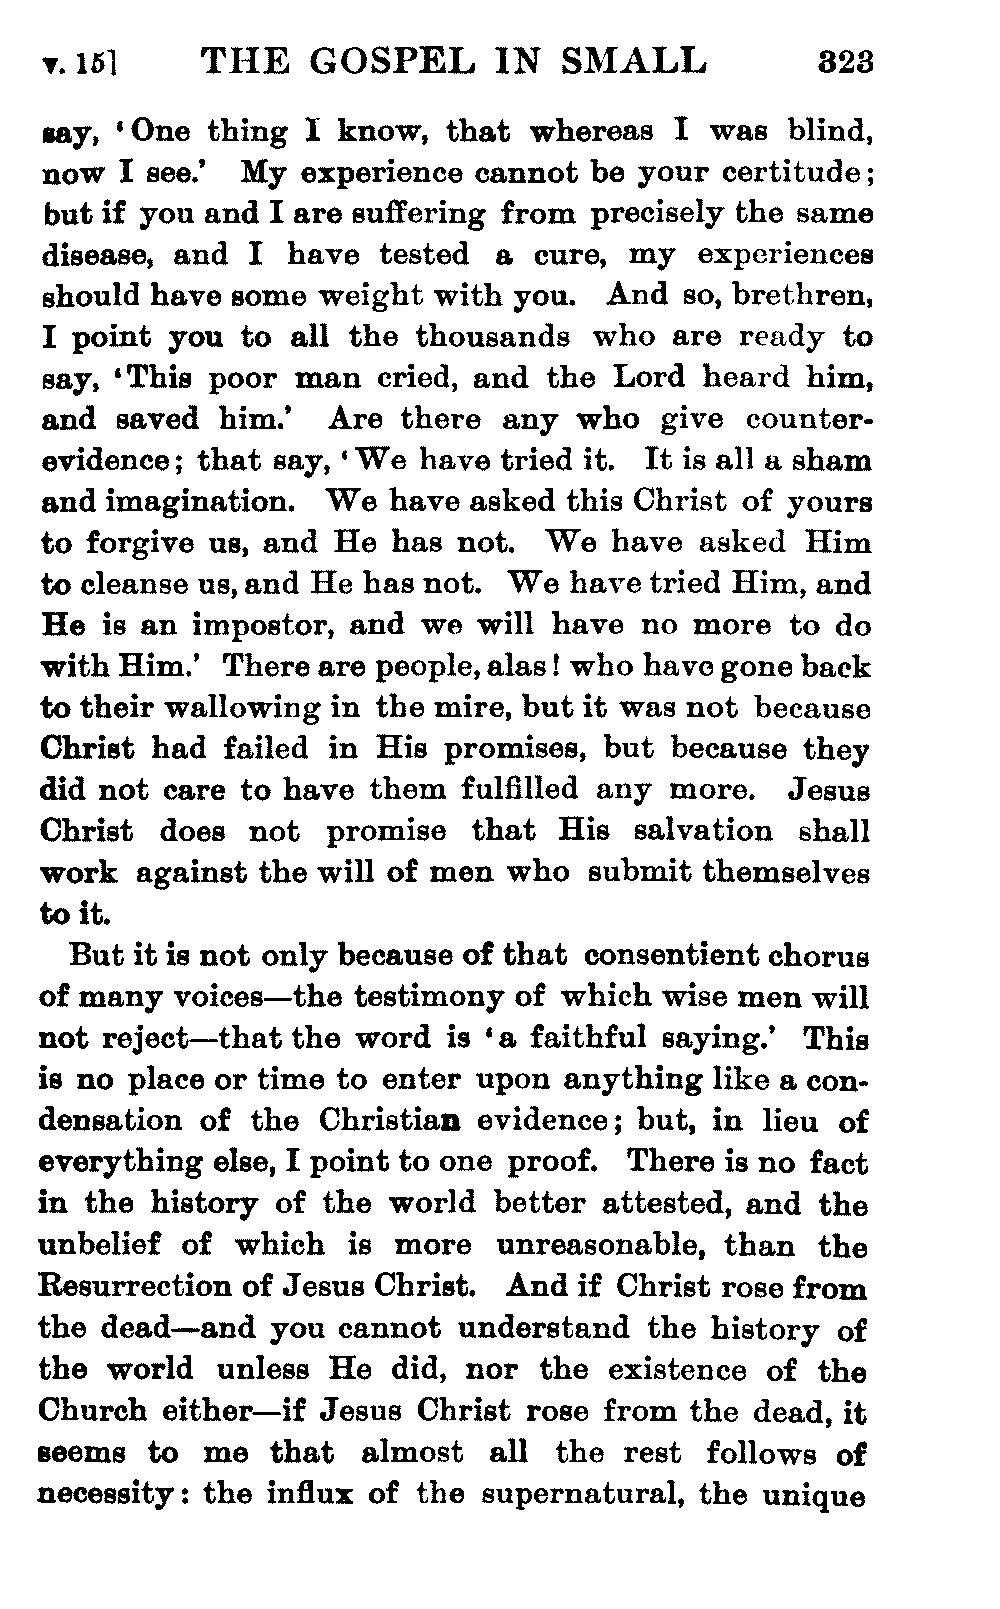 v. 15] THE GOSPEL IN SMALL 323
say, ‘One thing I know, that whereas I was blind,
now I see.’ My experience cannot be your certitude;
but if you and I are suffering from precisely the same
disease, and I have tested a cure, my experiences
should have some weight with you. And so, brethren,
I point you to all the thousands who are ready to
say, ‘This poor man cried, and the Lord heard him,
and saved him.’ Are there any who give counter-
evidence; that say, ‘We have tried it. It is all a sham
and imagination. We have asked this Christ of yours
to forgive us, and He has not. We have asked Him
to cleanse us, and He has not. We have tried Him, and
He is an impostor, and we will have no more to do
with Him.’ There are people, alas! who have gone back
to their wallowing in the mire, but it was not because
Christ had failed in His promises, but because they
did not care to have them fulfilled any more. Jesus
Christ does not promise that His salvation shall
work against the will of men who submit themselves
to it.
But it is not only because of that consentient chorus
of many voices—the testimony of which wise men will
not reject—that the word is ‘a faithful saying.’ This
is no place or time to enter upon anything like a con-
densation of the Christian evidence; but, in lieu of
everything else, I point to one proof. There is no fact
in the history of the world better attested, and the
unbelief of which is more unreasonable, than the
Resurrection of Jesus Christ. And if Christ rose from
the dead—and you cannot understand the history of
the world unless He did, nor the existence of the
Church either—if Jesus Christ rose from the dead, it
seems to me that almost all the rest follows of
necessity: the influx of the supernatural, the unique